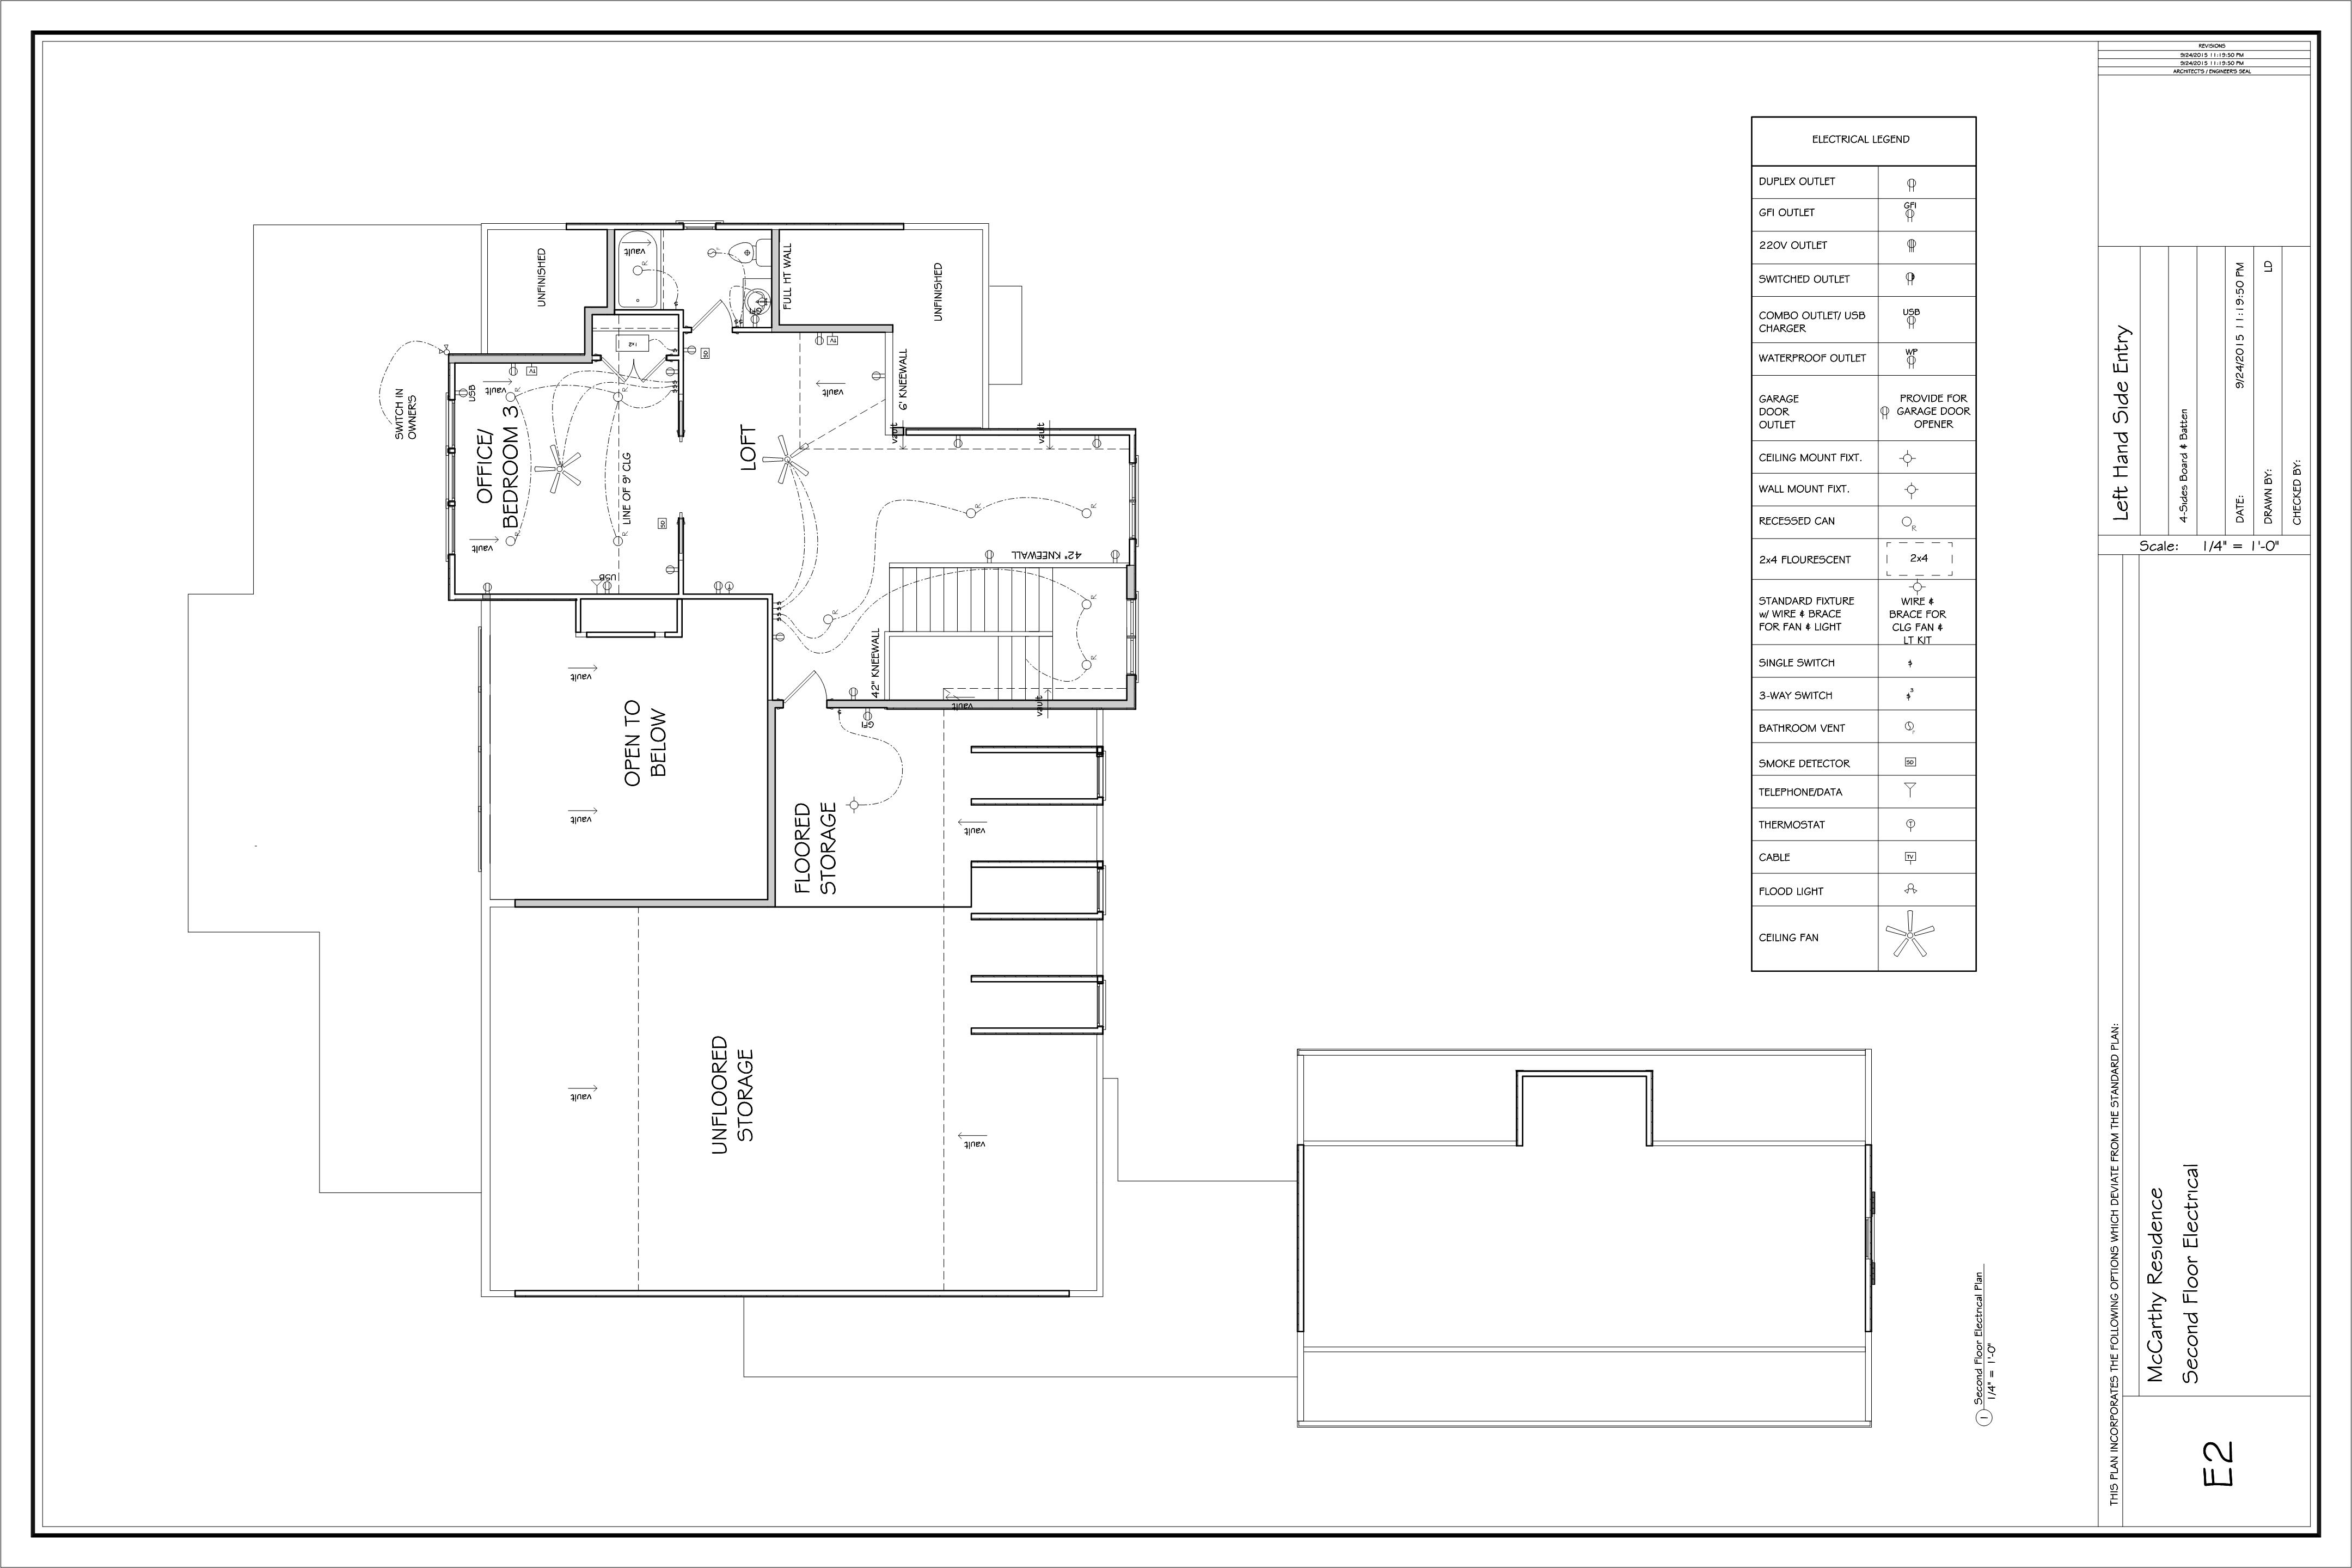 REVISIONS
9/24/2015 11:19:50 PM
9/24/2015 11:19:50 PM
ARCHITECT'S / ENGINEER'S SEAL
ELECTRICAL LEGEND
DUPLEX OUTLET
GFI OUTLET
GFI
220V OUTLET
SWITCHED OUTLET
COMBO OUTLET/ USB
CHARGER
USB
WATERPROOF OUTLET
WP
GARAGE
DOOR
OUTLET
PROVIDE FOR
GARAGE DOOR
OPENER
CEILING MOUNT FIXT.
WALL MOUNT FIXT.
RECESSED CAN
R
2x4 FLOURESCENT
2x4
STANDARD FIXTURE
w/ WIRE & BRACE
FOR FAN & LIGHT
WIRE &
BRACE FOR
CLG FAN &
LT KIT
SINGLE SWITCH
$
3-WAY SWITCH
$3
BATHROOM VENT
SMOKE DETECTOR
SD
TELEPHONE/DATA
THERMOSTAT
T
CABLE
TV
FLOOD LIGHT
CEILING FAN
UNFINISHED
vault
R
FULL HT WALL
UNFINISHED
GFI
$$
$
SWITCH IN
OWNER'S
USB
TV
vault
R
R
OFFICE/
BEDROOM 3
LINE OF 9' CLG
vault
R
R
SD
USB
1x2
$$$
SD
TV
vault
6' KNEEWALL
LOFT
vault
vault
R
R
42" KNEEWALL
R
R
R
42" KNEEWALL
vault
vault
$
GFI
vault
OPEN TO
BELOW
vault
FLOORED
STORAGE
vault
UNFLOORED
STORAGE
vault
vault
1
Second Floor Electrical Plan
1/4" = 1'-0"
Left Hand Side Entry
4-Sides Board & Batten
DATE:
9/24/2015 11:19:50 PM
DRAWN BY:
LD
CHECKED BY:
Scale:
1/4" = 1'-0"
THIS PLAN INCORPORATES THE FOLLOWING OPTIONS WHICH DEVIATE FROM THE STANDARD PLAN:
McCarthy Residence
Second Floor Electrical
E2